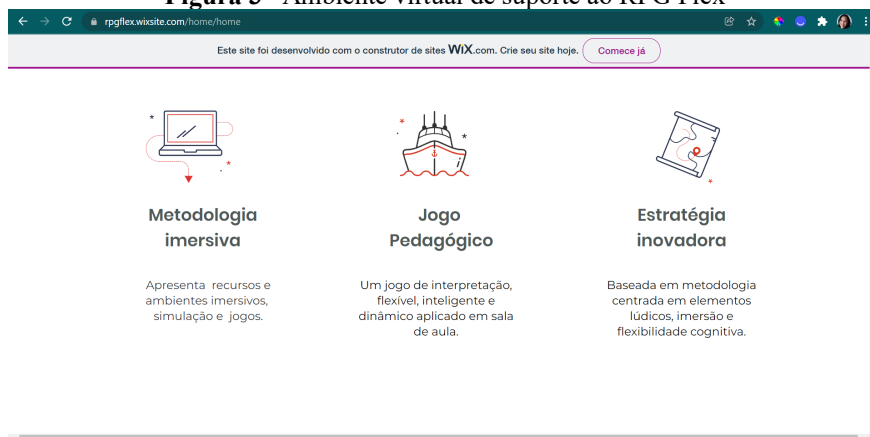 Figura 3 - Ambiente virtual de suporte ao RPG Flex
rpgflex.wixsite.com/home/home
Este site foi desenvolvido com o construtor de sites WiX.com. Crie seu site hoje. Comece já
Metodologia
imersiva
Apresenta recursos e
ambientes imersivos,
simulação e jogos.
Jogo
Pedagógico
Um jogo de interpretação,
flexível, inteligente e
dinâmico aplicado em sala
de aula.
Estratégia
inovadora
Baseada em metodologia
centrada em elementos
lúdicos, imersão e
flexibilidade cognitiva.